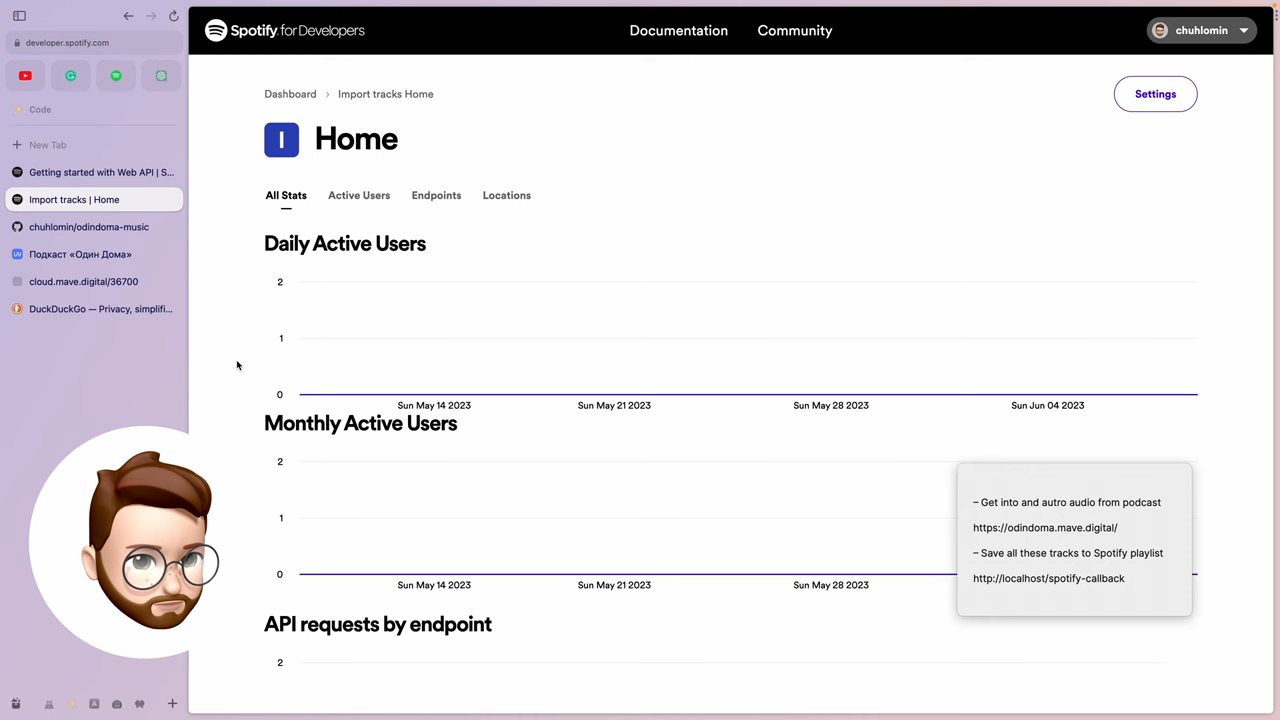 developer.spotify.com
Code
New Tab
Getting started with Web API | S...
Import tracks | Home
chuhlomin/odindoma-music
Подкаст «Один Дома»
cloud.mave.digital/36700
DuckDuckGo — Privacy, simplifi...
Spotify for Developers
Documentation
Community
chuhlomin
Dashboard > Import tracks Home
Settings
I
Home
All Stats
Active Users
Endpoints
Locations
Daily Active Users
2
1
0
Sun May 14 2023
Sun May 21 2023
Sun May 28 2023
Sun Jun 04 2023
Monthly Active Users
2
1
0
Sun May 14 2023
Sun May 21 2023
Sun May 28 2023
API requests by endpoint
2
– Get into and autro audio from podcast
https://odindoma.mave.digital/
– Save all these tracks to Spotify playlist
http://localhost/spotify-callback